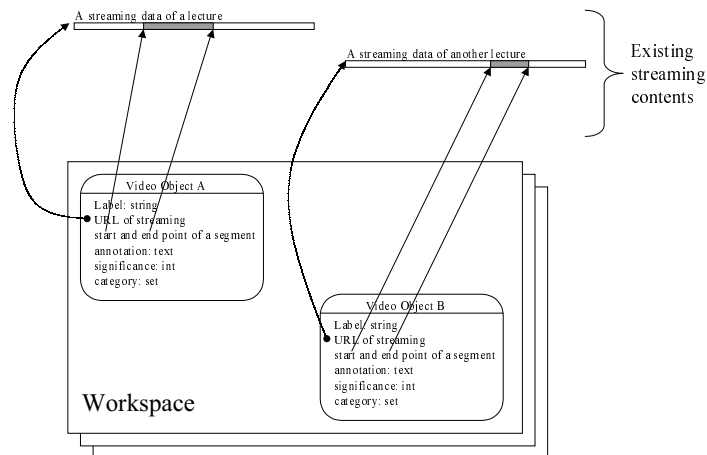 A streaming data of a lecture
A streaming data of another lecture
Existing
streaming
contents
Video Object A
Label: string
URL of streaming
start and end point of a segment
annotation: text
significance: int
category: set
Video Object B
Label: string
URL of streaming
start and end point of a segment
annotation: text
significance: int
category: set
Workspace